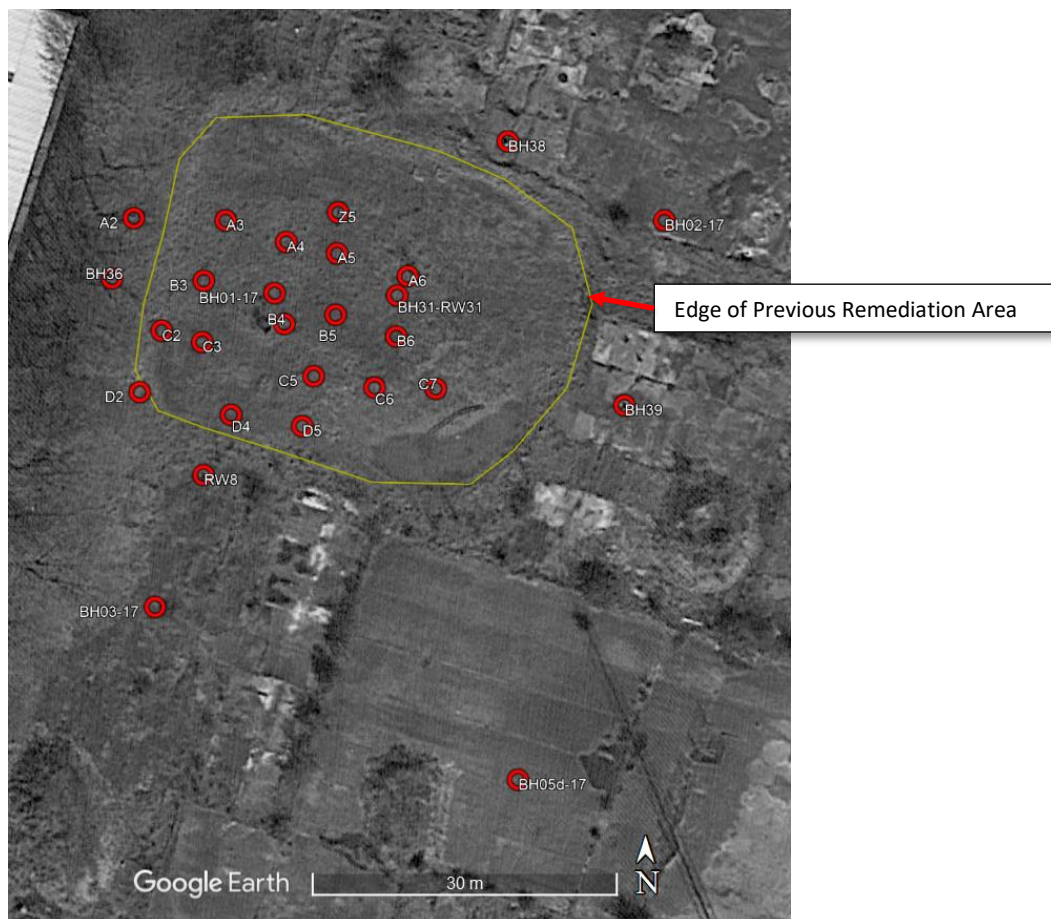 BH38
A2
A3
Z5
BH02-17
A4
A5
BH36
B3
A6
BH01-17
BH31-RW31
Edge of Previous Remediation Area
B4
B5
C2
C3
B6
C5
C6
C7
D2
BH39
D4
D5
RW8
BH03-17
BH05d-17
Google Earth
30 m
N